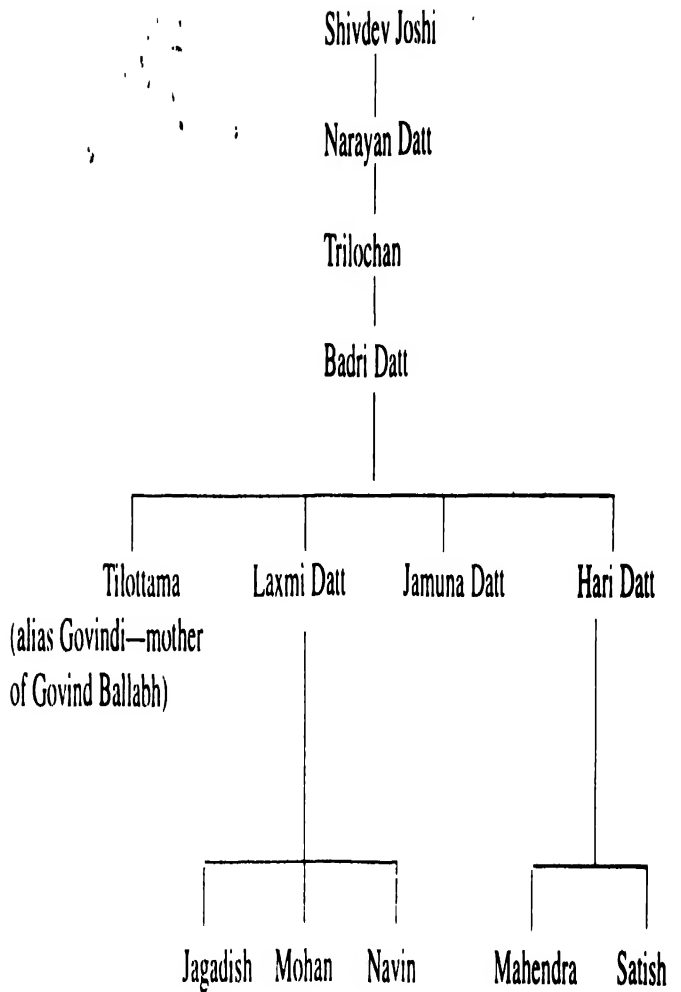 Shivdev Joshi
Narayan Datt
Trilochan
Badri Datt
Tilottama Laxmi Datt Jamuna Datt Hari Datt
(alias Govindi—mother
of Govind Ballabh)
Jagadish Mohan Navin Mahendra Satish